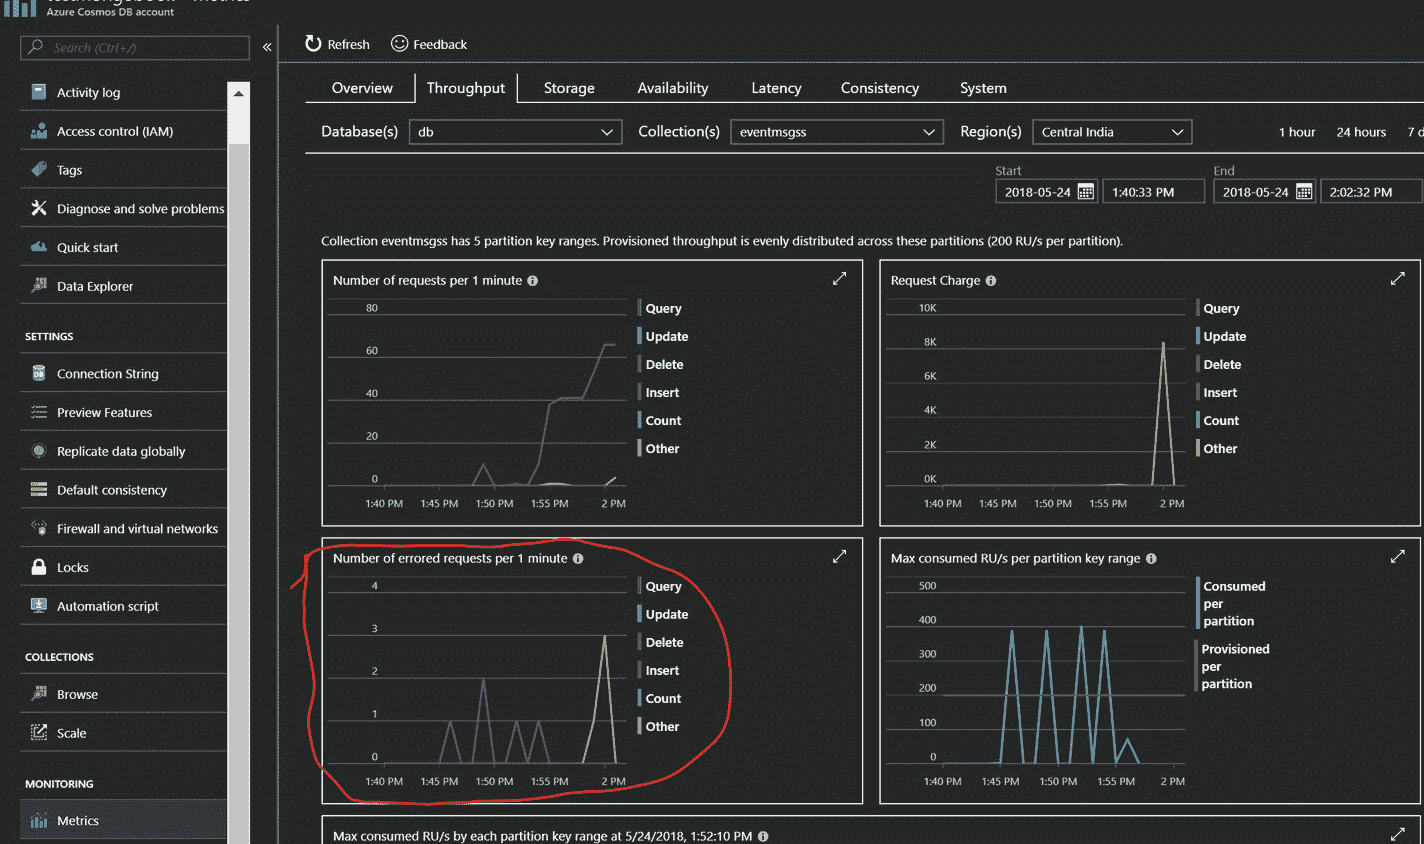 Azure Cosmos DB account
Search (Ctrl+/)
«
Refresh
Feedback
Activity log
Access control (IAM)
Tags
Diagnose and solve problems
Quick start
Data Explorer
SETTINGS
Connection String
Preview Features
Replicate data globally
Default consistency
Firewall and virtual networks
Locks
Automation script
COLLECTIONS
Browse
Scale
MONITORING
Metrics
Overview Throughput Storage Availability Latency Consistency System
Database(s) db Collection(s) eventmsgss Region(s) Central India 1 hour 24 hours 7 d
Start End
2018-05-24 1:40:33 PM 2018-05-24 2:02:32 PM
Collection eventmsgss has 5 partition key ranges. Provisioned throughput is evenly distributed across these partitions (200 RU/s per partition).
Number of requests per 1 minute
80
60
40
20
0
1:40 PM 1:45 PM 1:50 PM 1:55 PM 2 PM
Query
Update
Delete
Insert
Count
Other
Request Charge
10K
8K
6K
4K
2K
0K
1:40 PM 1:45 PM 1:50 PM 1:55 PM 2 PM
Query
Update
Delete
Insert
Count
Other
Number of errored requests per 1 minute
4
3
2
1
0
1:40 PM 1:45 PM 1:50 PM 1:55 PM 2 PM
Query
Update
Delete
Insert
Count
Other
Max consumed RU/s per partition key range
500
400
300
200
100
0
1:40 PM 1:45 PM 1:50 PM 1:55 PM 2 PM
Consumed
per
partition
Provisioned
per
partition
Max consumed RU/s by each partition key range at 5/24/2018, 1:52:10 PM